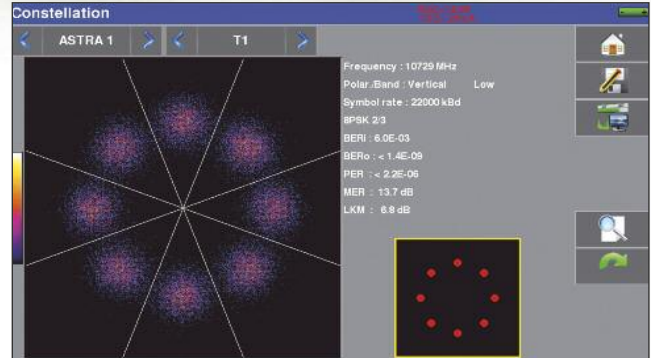 Constellation
ASTRA 1
T1
Frequency : 10729 MHz
Polar./Band : Vertical Low
Symbol rate : 22000 kBd
8PSK 2/3
BERi : 6.0E-03
BERo : < 1.4E-09
PER : < 2.2E-06
MER : 13.7 dB
LKM : 6.8 dB